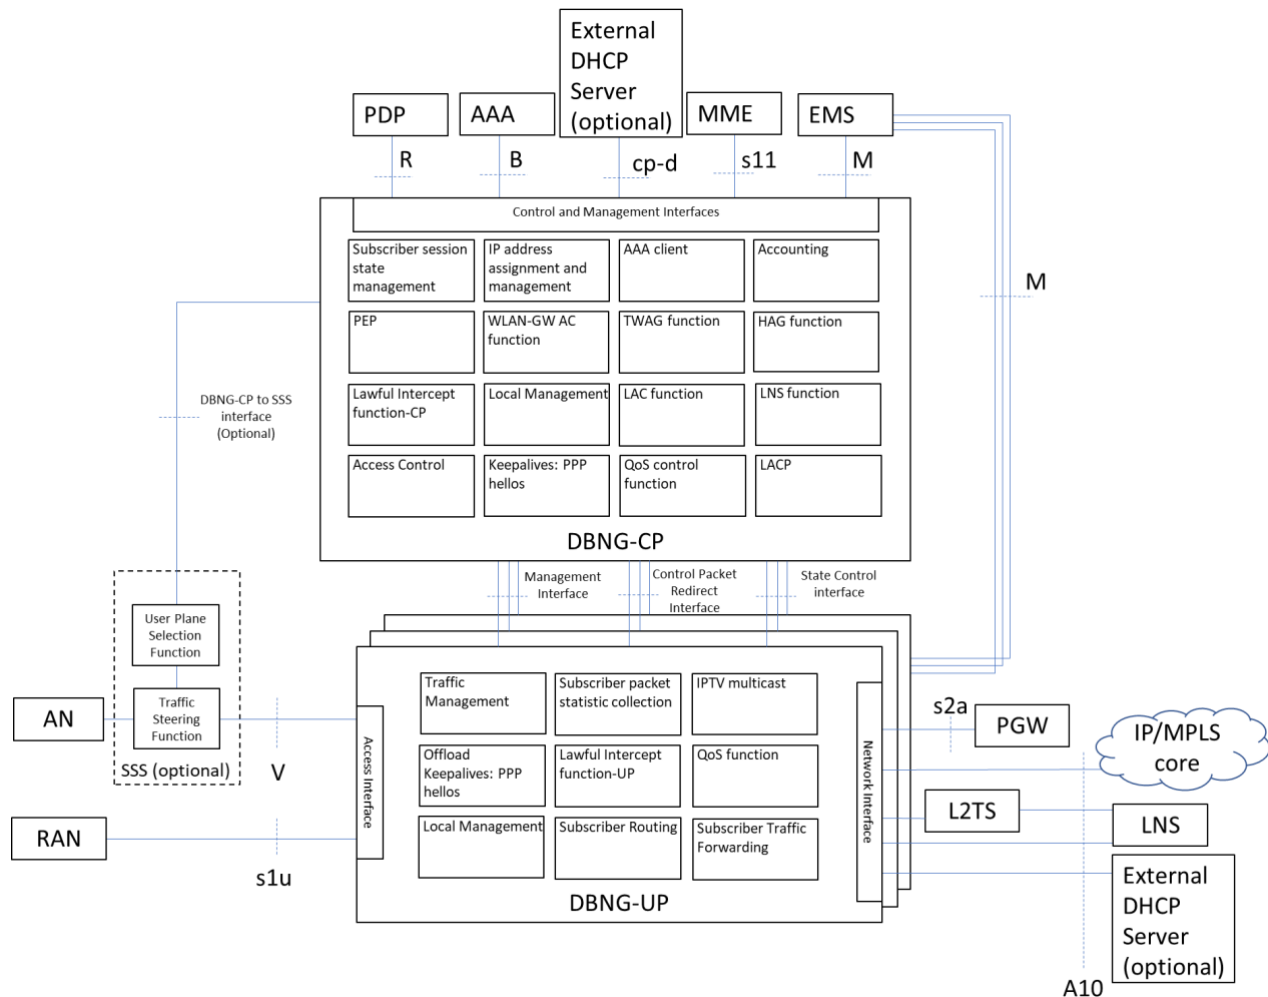 External
DHCP
Server
(optional)
PDP
AAA
MME
EMS
R
B
cp-d
s11
M
Control and Management Interfaces
Subscriber session
state
management
IP address
assignment and
management
AAA client
Accounting
PEP
WLAN-GW AC
function
TWAG function
HAG function
Lawful Intercept
function-CP
Local Management
LAC function
LNS function
Access Control
Keepalives: PPP
hellos
QoS control
function
LACP
DBNG-CP
M
DBNG-CP to SSS
interface
(Optional)
Management
Interface
Control Packet
Redirect
Interface
State Control
interface
User Plane
Selection
Function
Traffic
Steering
Function
SSS (optional)
AN
RAN
V
s1u
Access Interface
Traffic
Management
Subscriber packet
statistic collection
IPTV multicast
Offload
Keepalives: PPP
hellos
Lawful Intercept
function-UP
QoS function
Local Management
Subscriber Routing
Subscriber Traffic
Forwarding
Network Interface
DBNG-UP
s2a
PGW
IP/MPLS
core
L2TS
LNS
External
DHCP
Server
(optional)
A10